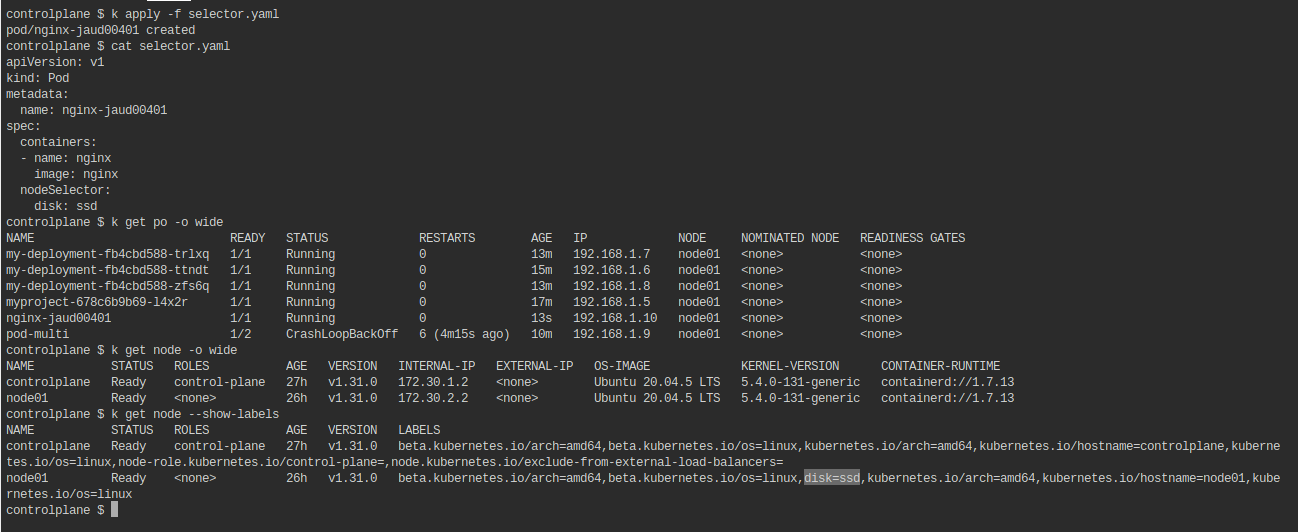 controlplane $ k apply -f selector.yaml
pod/nginx-jaud00401 created
controlplane $ cat selector.yaml
apiVersion: v1
kind: Pod
metadata:
  name: nginx-jaud00401
spec:
  containers:
  - name: nginx
    image: nginx
  nodeSelector:
    disk: ssd
controlplane $ k get po -o wide
NAME                            READY   STATUS             RESTARTS        AGE   IP             NODE     NOMINATED NODE   READINESS GATES
my-deployment-fb4cbd588-trlxq   1/1     Running            0               13m   192.168.1.7    node01   <none>           <none>
my-deployment-fb4cbd588-ttndt   1/1     Running            0               15m   192.168.1.6    node01   <none>           <none>
my-deployment-fb4cbd588-zfs6q   1/1     Running            0               13m   192.168.1.8    node01   <none>           <none>
myproject-678c6b9b69-l4x2r      1/1     Running            0               17m   192.168.1.5    node01   <none>           <none>
nginx-jaud00401                 1/1     Running            0               13s   192.168.1.10   node01   <none>           <none>
pod-multi                       1/2     CrashLoopBackOff   6 (4m15s ago)   10m   192.168.1.9    node01   <none>           <none>
controlplane $ k get node -o wide
NAME           STATUS   ROLES           AGE   VERSION   INTERNAL-IP   EXTERNAL-IP   OS-IMAGE             KERNEL-VERSION      CONTAINER-RUNTIME
controlplane   Ready    control-plane   27h   v1.31.0   172.30.1.2    <none>        Ubuntu 20.04.5 LTS   5.4.0-131-generic   containerd://1.7.13
node01         Ready    <none>          26h   v1.31.0   172.30.2.2    <none>        Ubuntu 20.04.5 LTS   5.4.0-131-generic   containerd://1.7.13
controlplane $ k get node --show-labels
NAME           STATUS   ROLES           AGE   VERSION   LABELS
controlplane   Ready    control-plane   27h   v1.31.0   beta.kubernetes.io/arch=amd64,beta.kubernetes.io/os=linux,kubernetes.io/arch=amd64,kubernetes.io/hostname=controlplane,kuberne
tes.io/os=linux,node-role.kubernetes.io/control-plane=,node.kubernetes.io/exclude-from-external-load-balancers=
node01         Ready    <none>          26h   v1.31.0   beta.kubernetes.io/arch=amd64,beta.kubernetes.io/os=linux,disk=ssd,kubernetes.io/arch=amd64,kubernetes.io/hostname=node01,kube
rnetes.io/os=linux
controlplane $